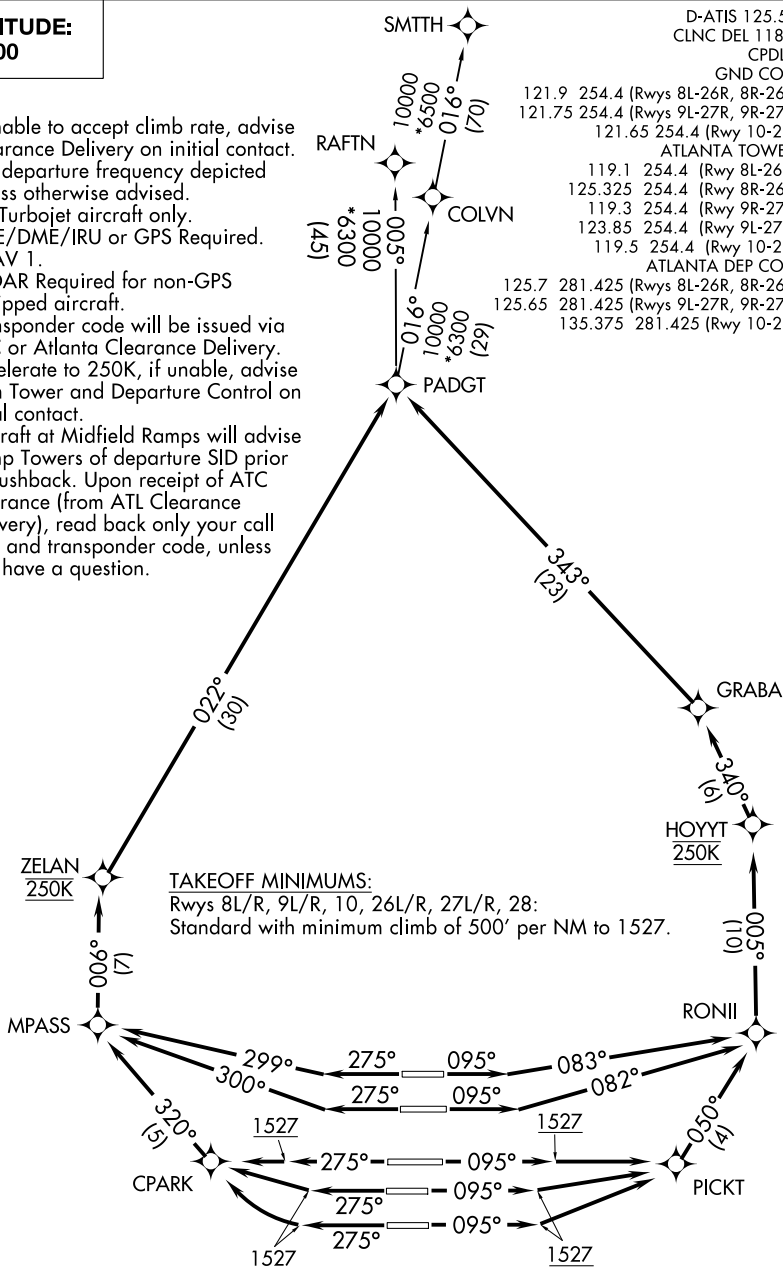 ITUDE:
00
nable to accept climb rate, advise
arance Delivery on initial contact.
departure frequency depicted
ss otherwise advised.
Turbojet aircraft only.
E/DME/IRU or GPS Required.
AV 1.
DAR Required for non-GPS
ipped aircraft.
nsponder code will be issued via
C or Atlanta Clearance Delivery.
elerate to 250K, if unable, advise
n Tower and Departure Control on
al contact.
raft at Midfield Ramps will advise
mp Towers of departure SID prior
ushback. Upon receipt of ATC
rance (from ATL Clearance
very), read back only your call
and transponder code, unless
have a question.
D-ATIS 125.5
CLNC DEL 118
CPDL
GND CO
121.9 254.4 (Rwys 8L-26R, 8R-26
121.75 254.4 (Rwys 9L-27R, 9R-27
121.65 254.4 (Rwy 10-2
ATLANTA TOWE
119.1 254.4 (Rwy 8L-26
125.325 254.4 (Rwy 8R-26
119.3 254.4 (Rwy 9R-27
123.85 254.4 (Rwy 9L-27
119.5 254.4 (Rwy 10-2
ATLANTA DEP CO
125.7 281.425 (Rwys 8L-26R, 8R-26
125.65 281.425 (Rwys 9L-27R, 9R-27
135.375 281.425 (Rwy 10-2
SMTTH
10000
*6500
016°
(70)
RAFTN
COLVN
005°
10000
*6300
(45)
016°
10000
*6300
(29)
PADGT
022°
(30)
343°
(23)
GRABA
340°
(6)
HOYYT
250K
005°
(10)
RONII
ZELAN
250K
006°
(7)
MPASS
TAKEOFF MINIMUMS:
Rwys 8L/R, 9L/R, 10, 26L/R, 27L/R, 28:
Standard with minimum climb of 500' per NM to 1527.
299°
275°
095°
083°
300°
275°
095°
082°
320°
(5)
050°
(4)
1527
1527
CPARK
275°
095°
PICKT
275°
095°
275°
095°
1527
1527